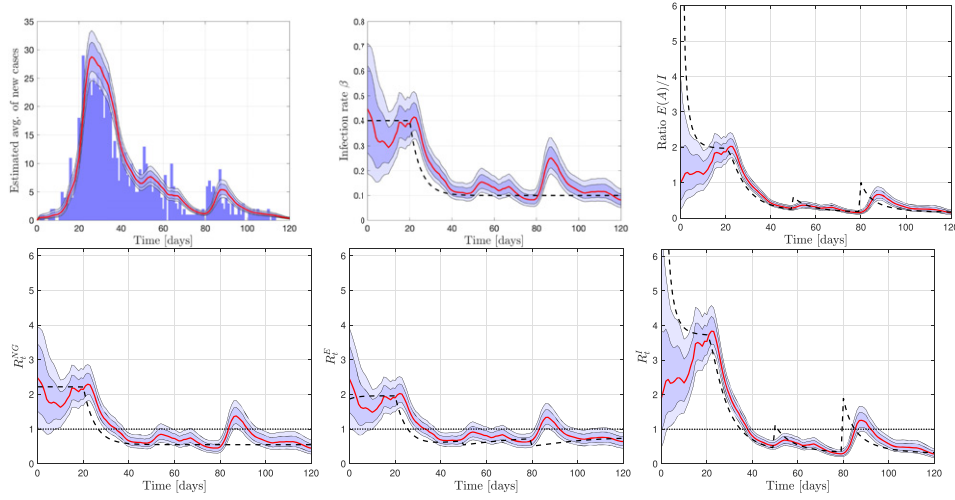 35
30
25
20
15
10
5
0
0 20 40 60 80 100 120
Time [days]
Estimated avg. of new cases
0.8
0.7
0.6
0.5
0.4
0.3
0.2
0.1
0
0 20 40 60 80 100 120
Time [days]
Infection rate β
6
5
4
3
2
1
0
0 20 40 60 80 100 120
Time [days]
Ratio E(A)/I
6
5
4
3
2
1
0
0 20 40 60 80 100 120
Time [days]
R_t^{NG}
6
5
4
3
2
1
0
0 20 40 60 80 100 120
Time [days]
R_t^E
6
5
4
3
2
1
0
0 20 40 60 80 100 120
Time [days]
R_t^I